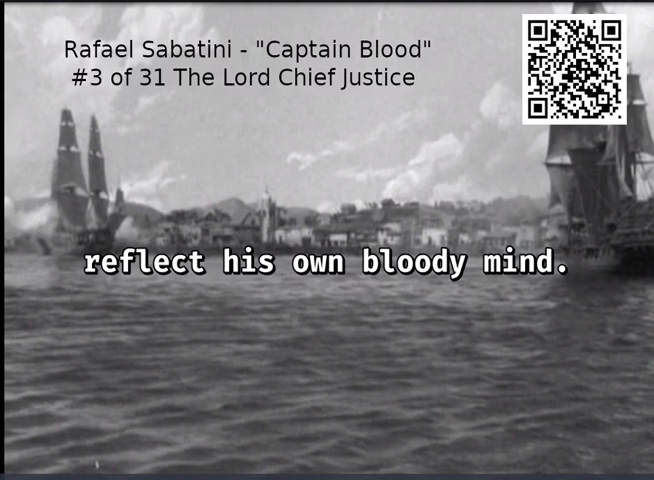 Rafael Sabatini - "Captain Blood"
#3 of 31 The Lord Chief Justice
reflect his own bloody mind.